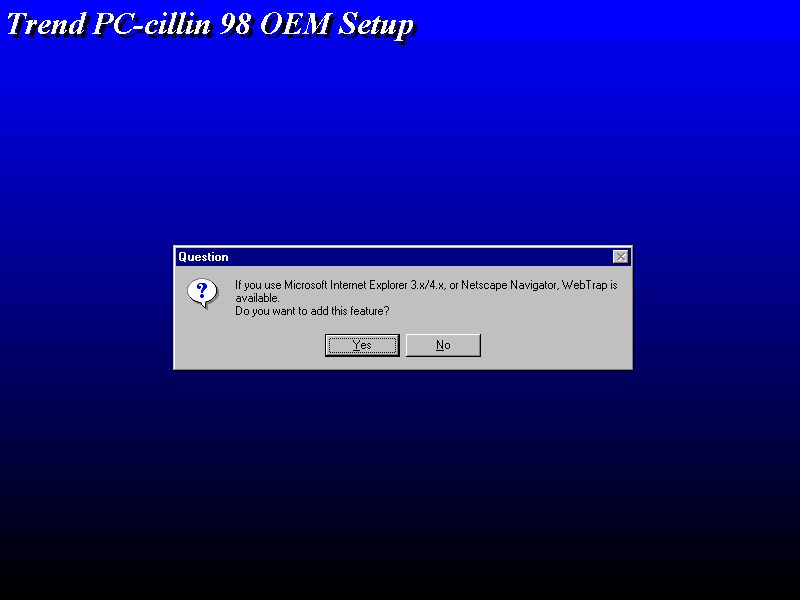 Trend PC-cillin 98 OEM Setup
Question
?
If you use Microsoft Internet Explorer 3.x/4.x, or Netscape Navigator, WebTrap is
available.
Do you want to add this feature?
Yes No